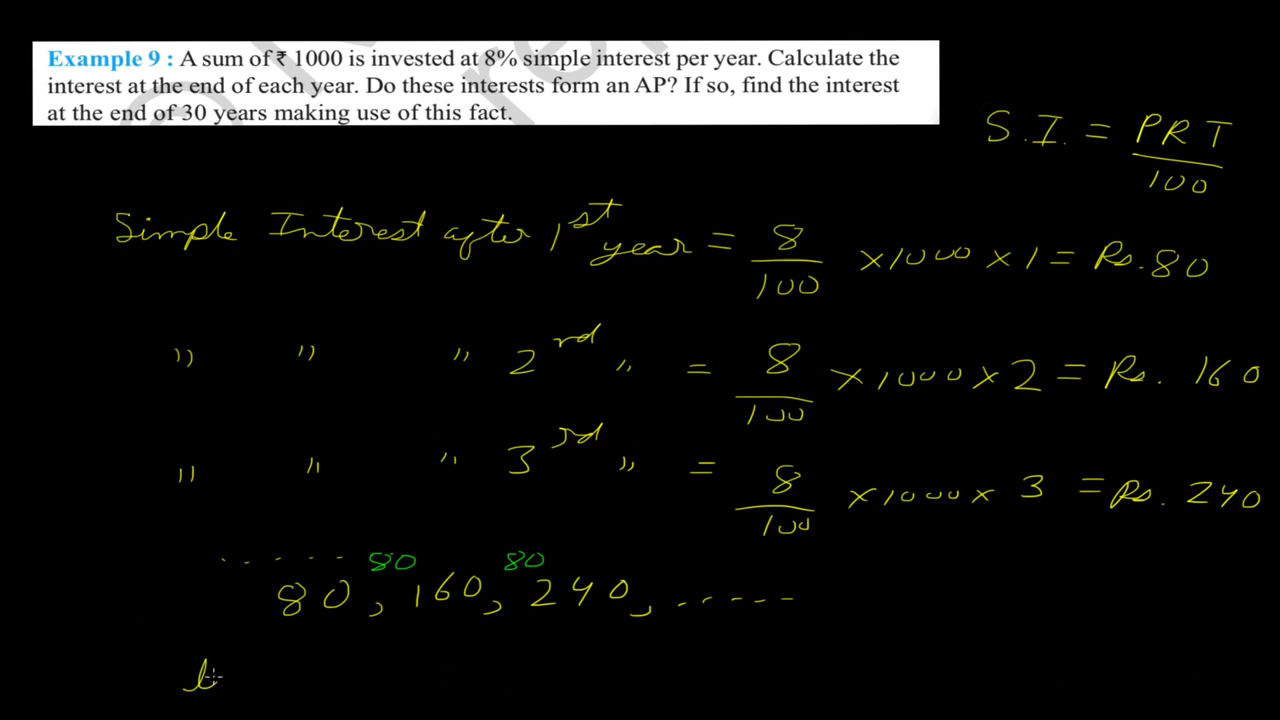 Example 9 : A sum of ₹ 1000 is invested at 8% simple interest per year. Calculate the
interest at the end of each year. Do these interests form an AP? If so, find the interest
at the end of 30 years making use of this fact.
S.I. = PRT/100
Simple Interest after 1st year = 8/100 ×1000 × 1 = Rs. 80
" " " 2rd " = 8/100 ×1000 × 2 = Rs. 160
" " " 3rd " = 8/100 ×1000 × 3 = Rs. 240
...... 80 80
80, 160, 240, ......